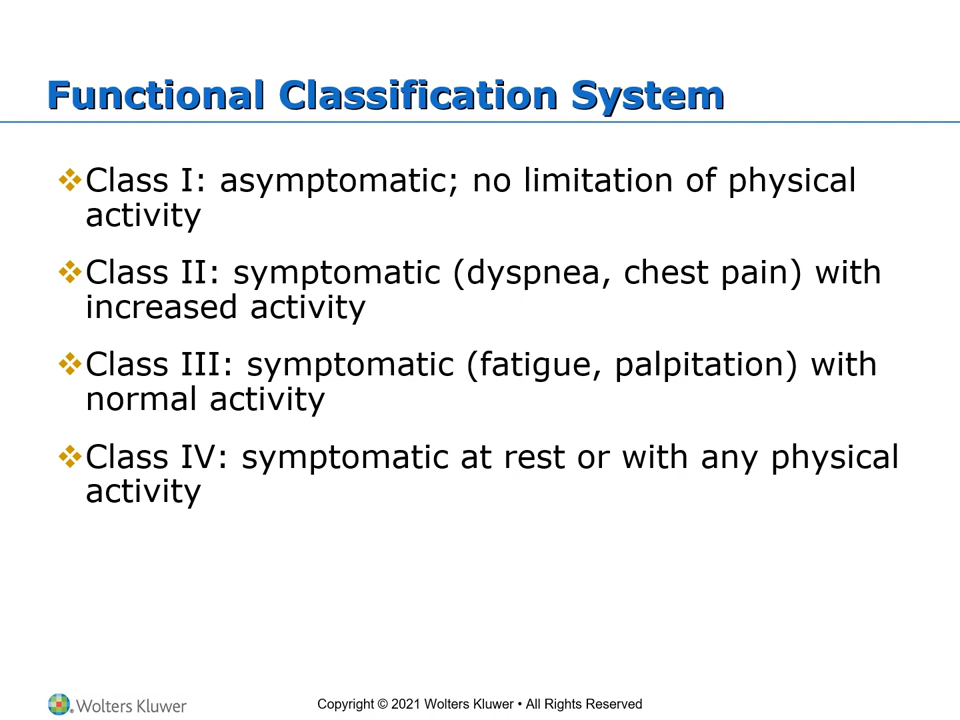 Functional Classification System
❖Class I: asymptomatic; no limitation of physical
activity
❖Class II: symptomatic (dyspnea, chest pain) with
increased activity
❖Class III: symptomatic (fatigue, palpitation) with
normal activity
❖Class IV: symptomatic at rest or with any physical
activity
Wolters Kluwer
Copyright © 2021 Wolters Kluwer • All Rights Reserved